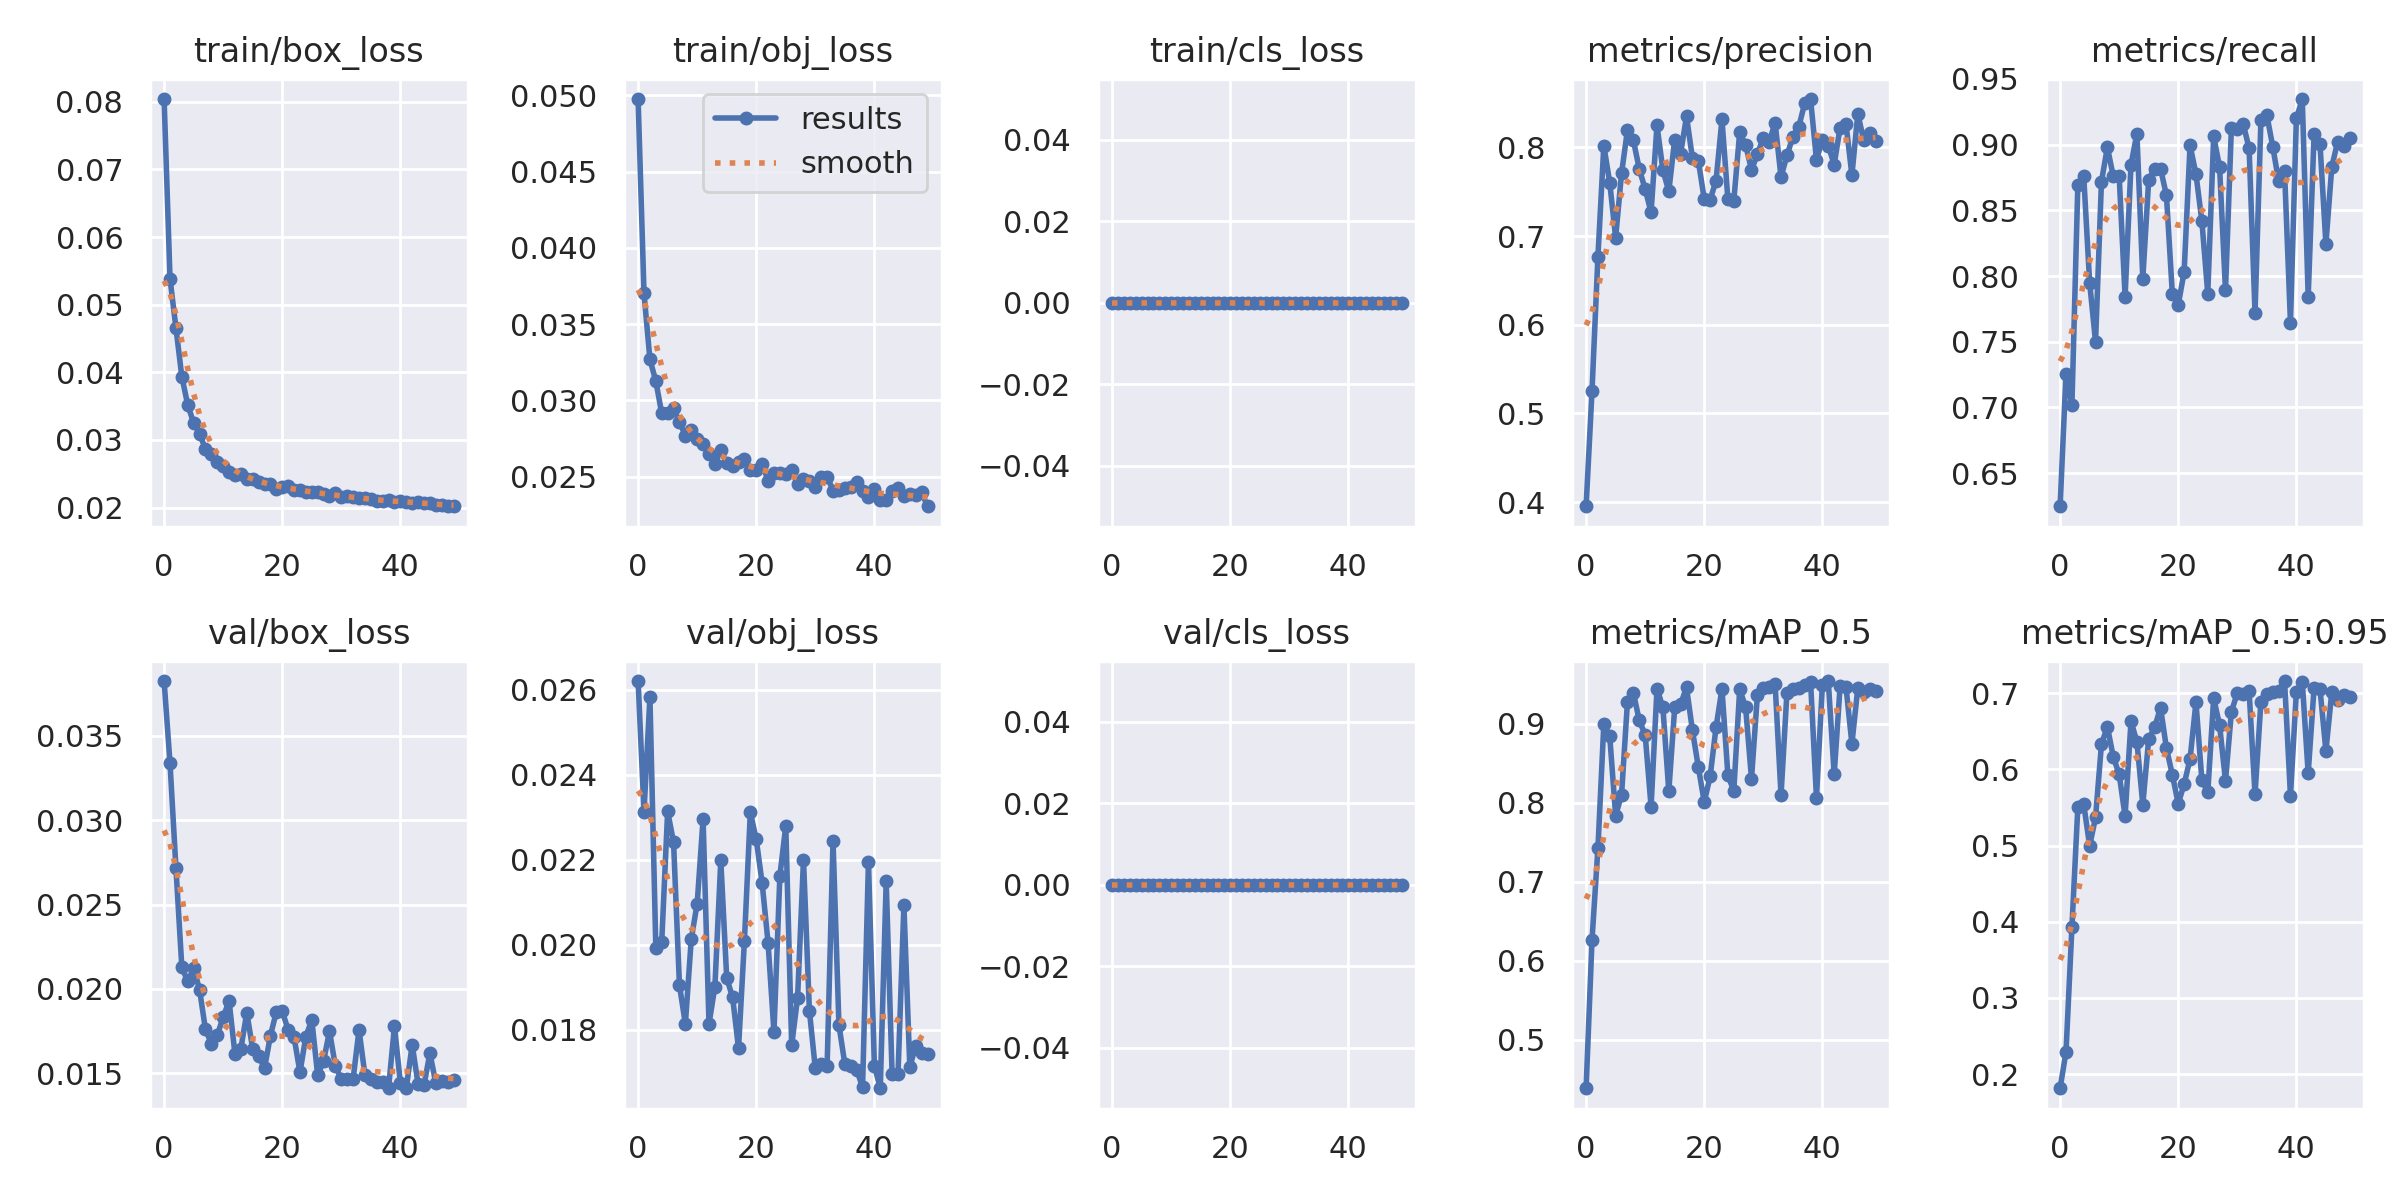 train/box_loss
0.08
0.07
0.06
0.05
0.04
0.03
0.02
0 20 40
train/obj_loss
results
smooth
0.050
0.045
0.040
0.035
0.030
0.025
0 20 40
train/cls_loss
0.04
0.02
0.00
−0.02
−0.04
0 20 40
metrics/precision
0.8
0.7
0.6
0.5
0.4
0 20 40
metrics/recall
0.95
0.90
0.85
0.80
0.75
0.70
0.65
0 20 40
val/box_loss
0.035
0.030
0.025
0.020
0.015
0 20 40
val/obj_loss
0.026
0.024
0.022
0.020
0.018
0 20 40
val/cls_loss
0.04
0.02
0.00
−0.02
−0.04
0 20 40
metrics/mAP_0.5
0.9
0.8
0.7
0.6
0.5
0 20 40
metrics/mAP_0.5:0.95
0.7
0.6
0.5
0.4
0.3
0.2
0 20 40